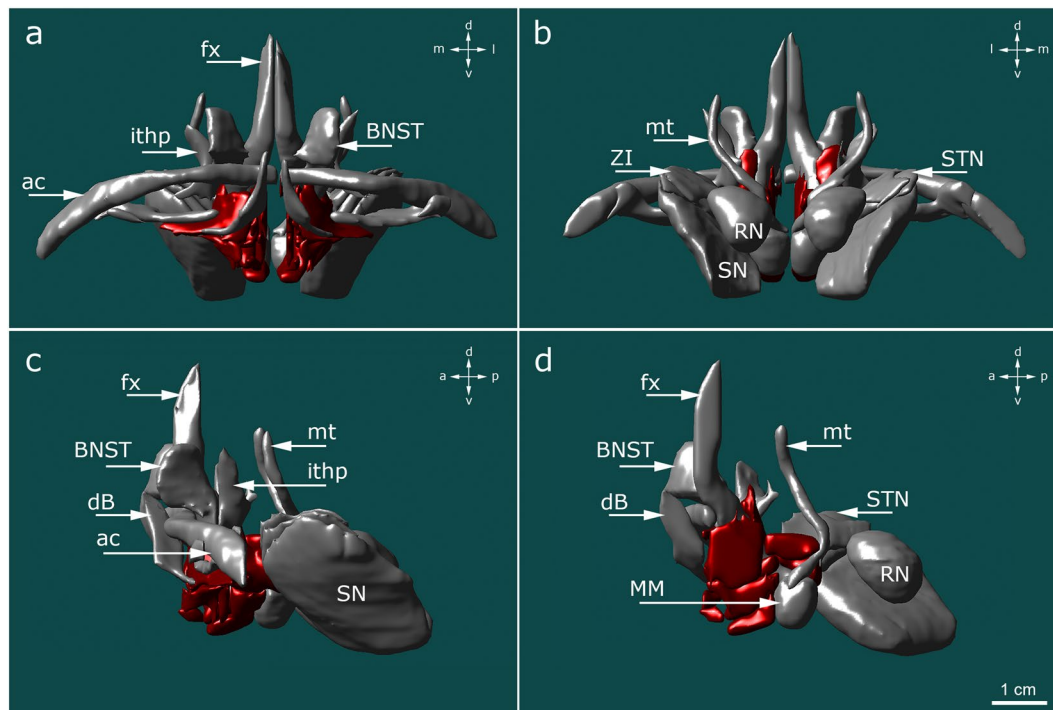 a
fx
d
m l
v
ithp
BNST
ac
b
d
l m
v
mt
ZI
STN
RN
SN
c
d
a p
v
fx
mt
BNST
ithp
dB
ac
SN
d
d
a p
v
fx
mt
BNST
dB
STN
RN
MM
1 cm